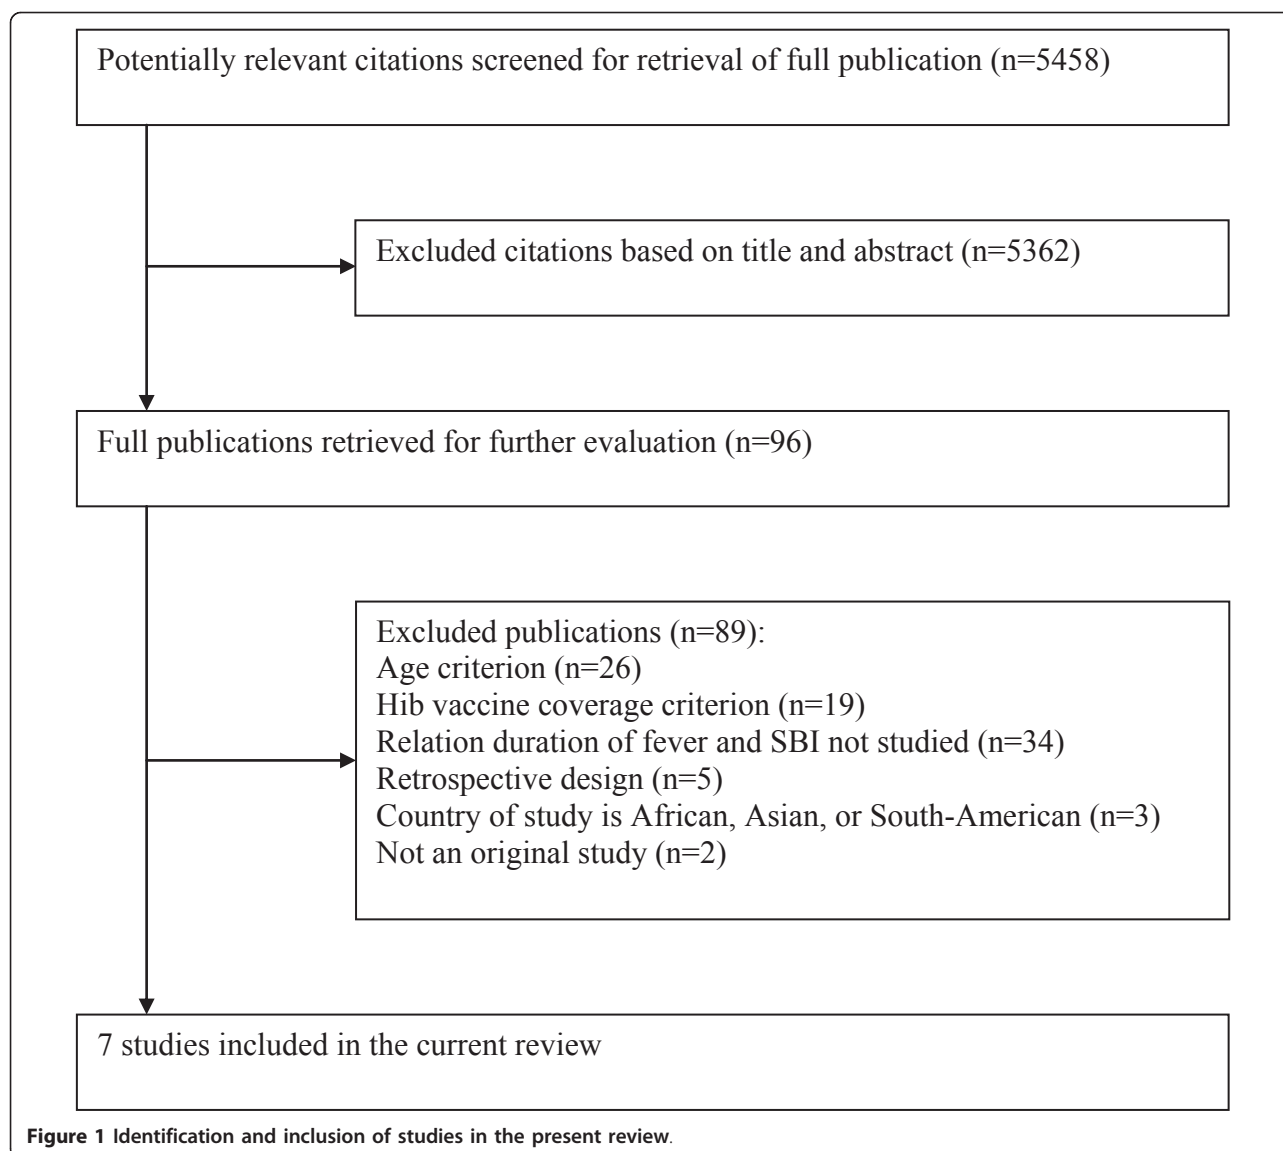 Potentially relevant citations screened for retrieval of full publication (n=5458)
Excluded citations based on title and abstract (n=5362)
Full publications retrieved for further evaluation (n=96)
Excluded publications (n=89):
Age criterion (n=26)
Hib vaccine coverage criterion (n=19)
Relation duration of fever and SBI not studied (n=34)
Retrospective design (n=5)
Country of study is African, Asian, or South-American (n=3)
Not an original study (n=2)
7 studies included in the current review
Figure 1 Identification and inclusion of studies in the present review.